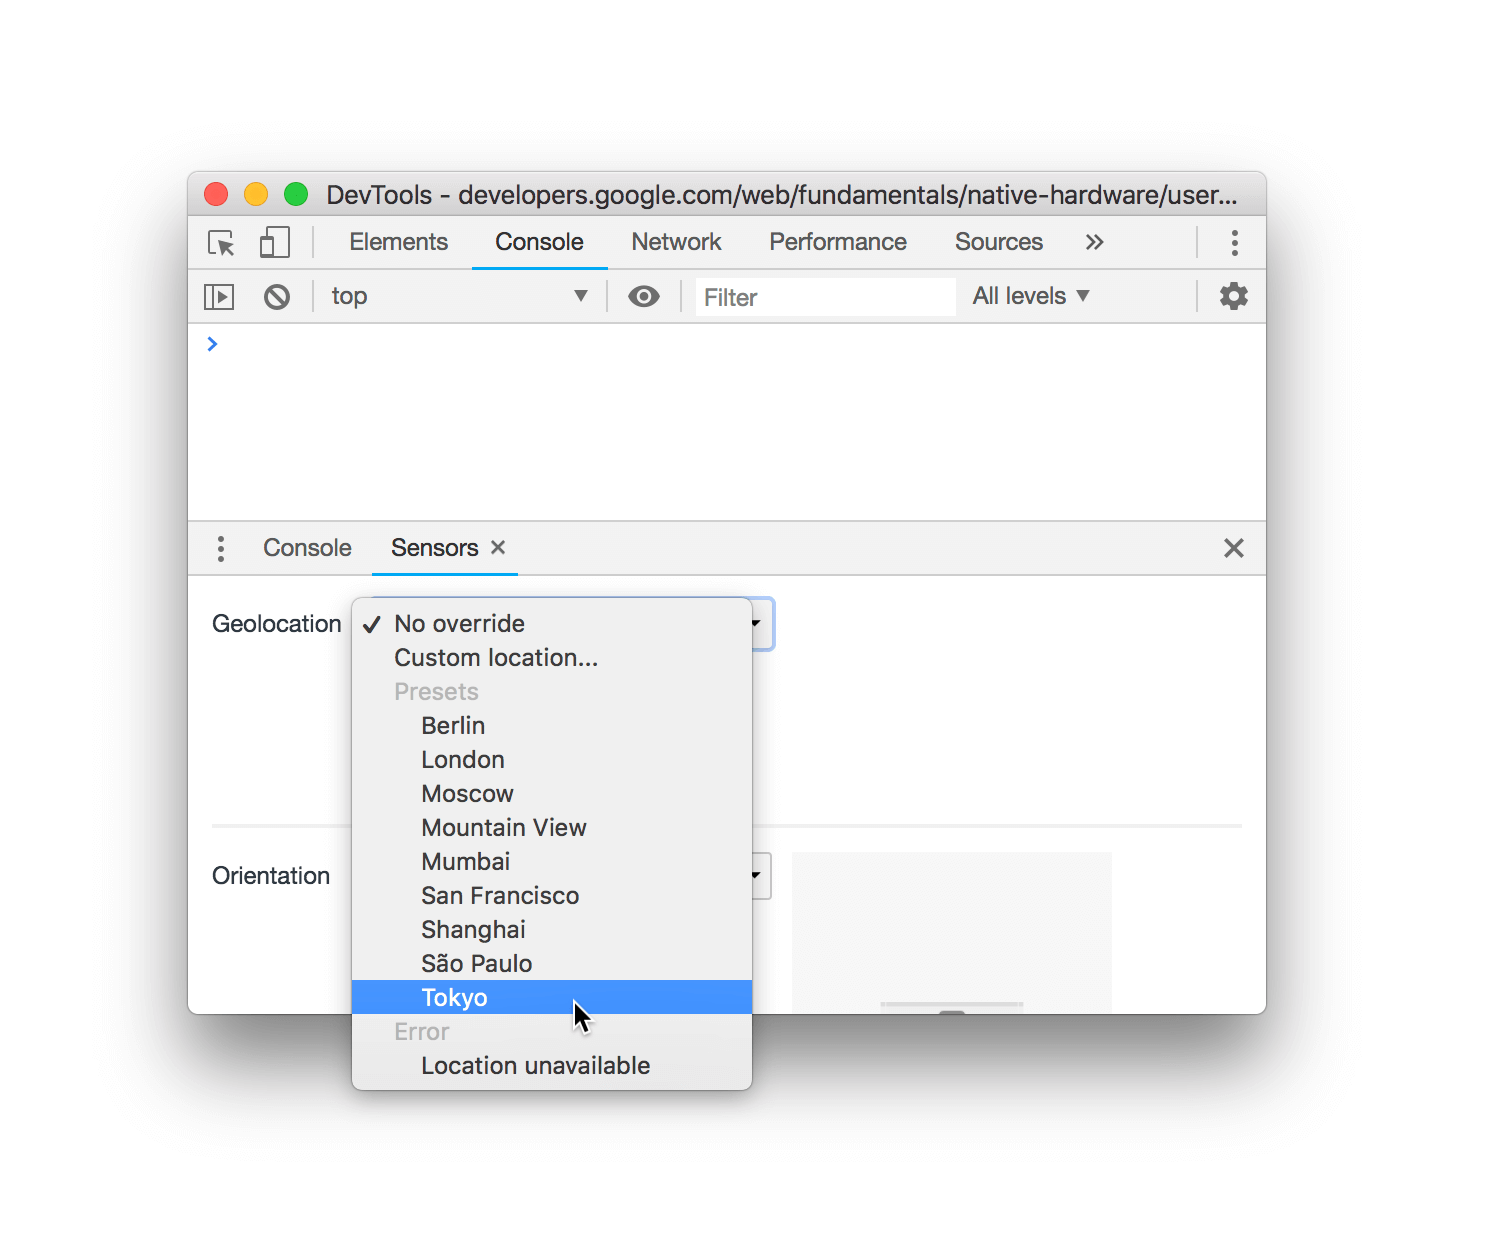 DevTools - developers.google.com/web/fundamentals/native-hardware/user...
Elements Console Network Performance Sources
top Filter All levels
Console Sensors
Geolocation
No override
Custom location...
Presets
Berlin
London
Moscow
Mountain View
Mumbai
Orientation
San Francisco
Shanghai
São Paulo
Tokyo
Error
Location unavailable